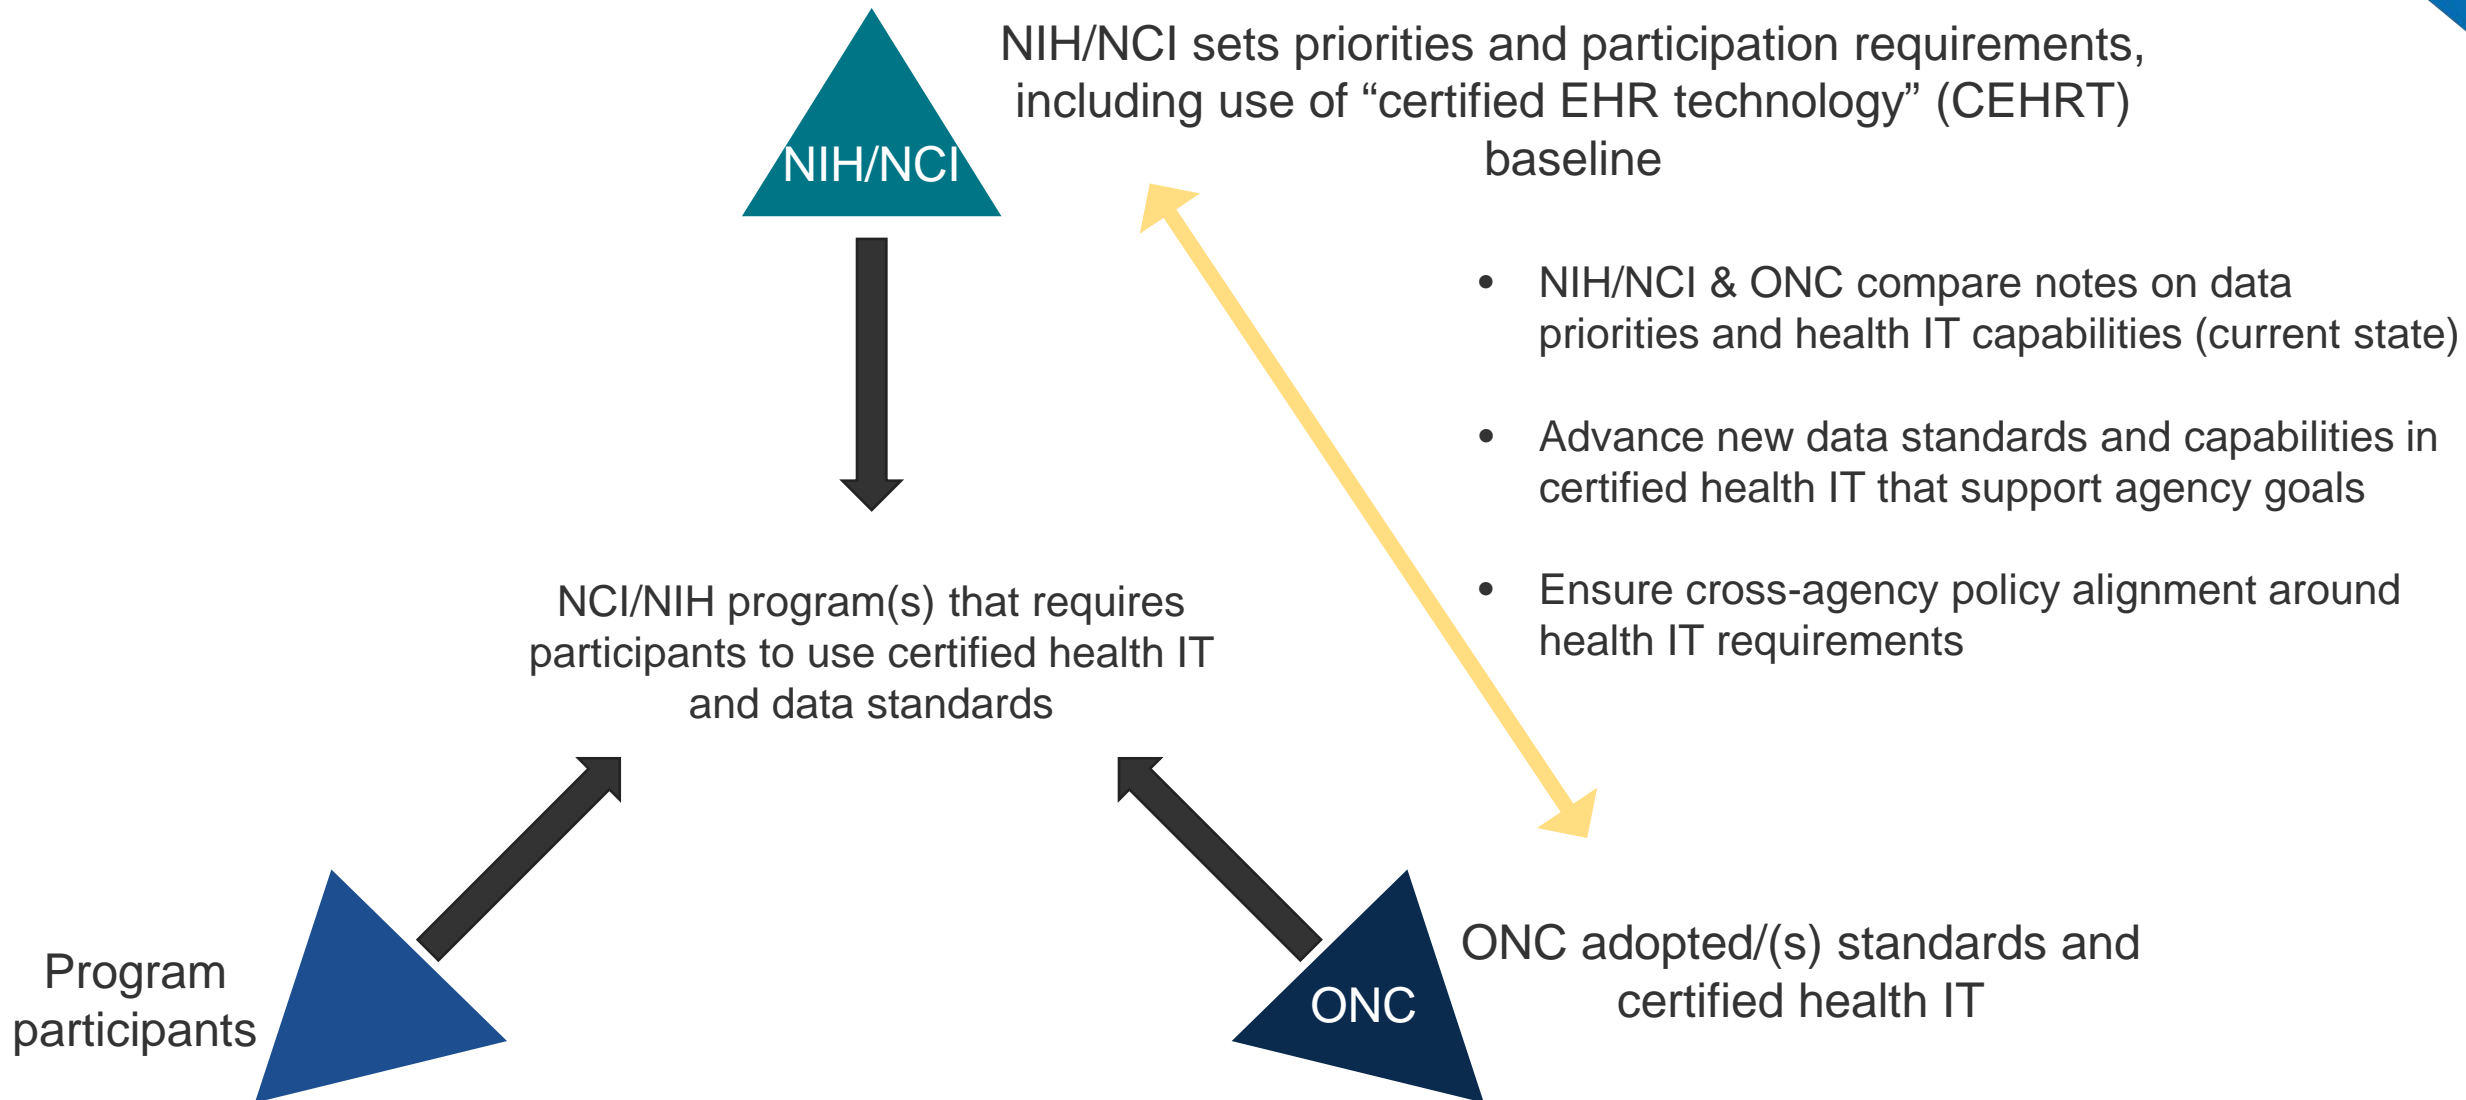 NIH/NCI
NIH/NCI sets priorities and participation requirements,
including use of “certified EHR technology” (CEHRT)
baseline
• NIH/NCI & ONC compare notes on data
priorities and health IT capabilities (current state)
• Advance new data standards and capabilities in
certified health IT that support agency goals
• Ensure cross-agency policy alignment around
health IT requirements
NCI/NIH program(s) that requires
participants to use certified health IT
and data standards
Program
participants
ONC
ONC adopted/(s) standards and
certified health IT